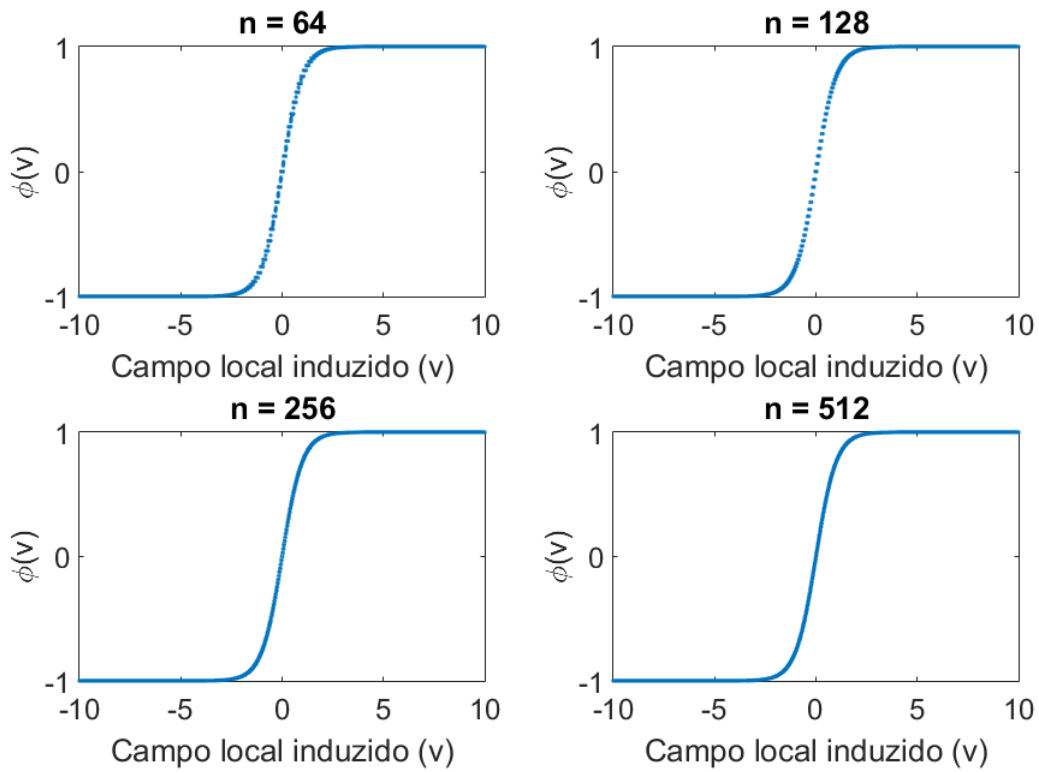 n = 64
1
0
-1
ϕ(v)
-10 -5 0 5 10
Campo local induzido (v)
n = 128
1
0
-1
ϕ(v)
-10 -5 0 5 10
Campo local induzido (v)
n = 256
1
0
-1
ϕ(v)
-10 -5 0 5 10
Campo local induzido (v)
n = 512
1
0
-1
ϕ(v)
-10 -5 0 5 10
Campo local induzido (v)